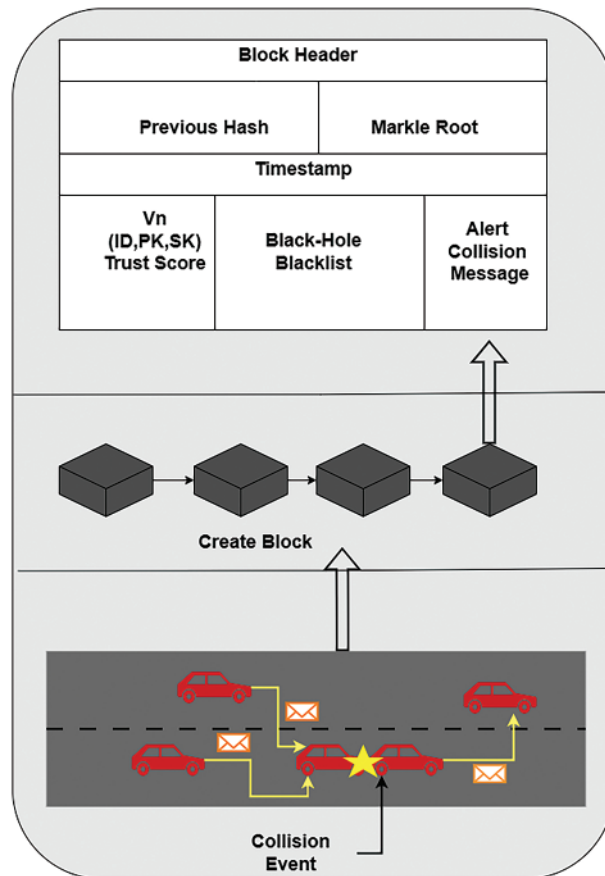 Block Header
Previous Hash
Markle Root
Timestamp
Vn
(ID,PK,SK)
Trust Score
Black-Hole
Blacklist
Alert
Collision
Message
Create Block
Collision
Event